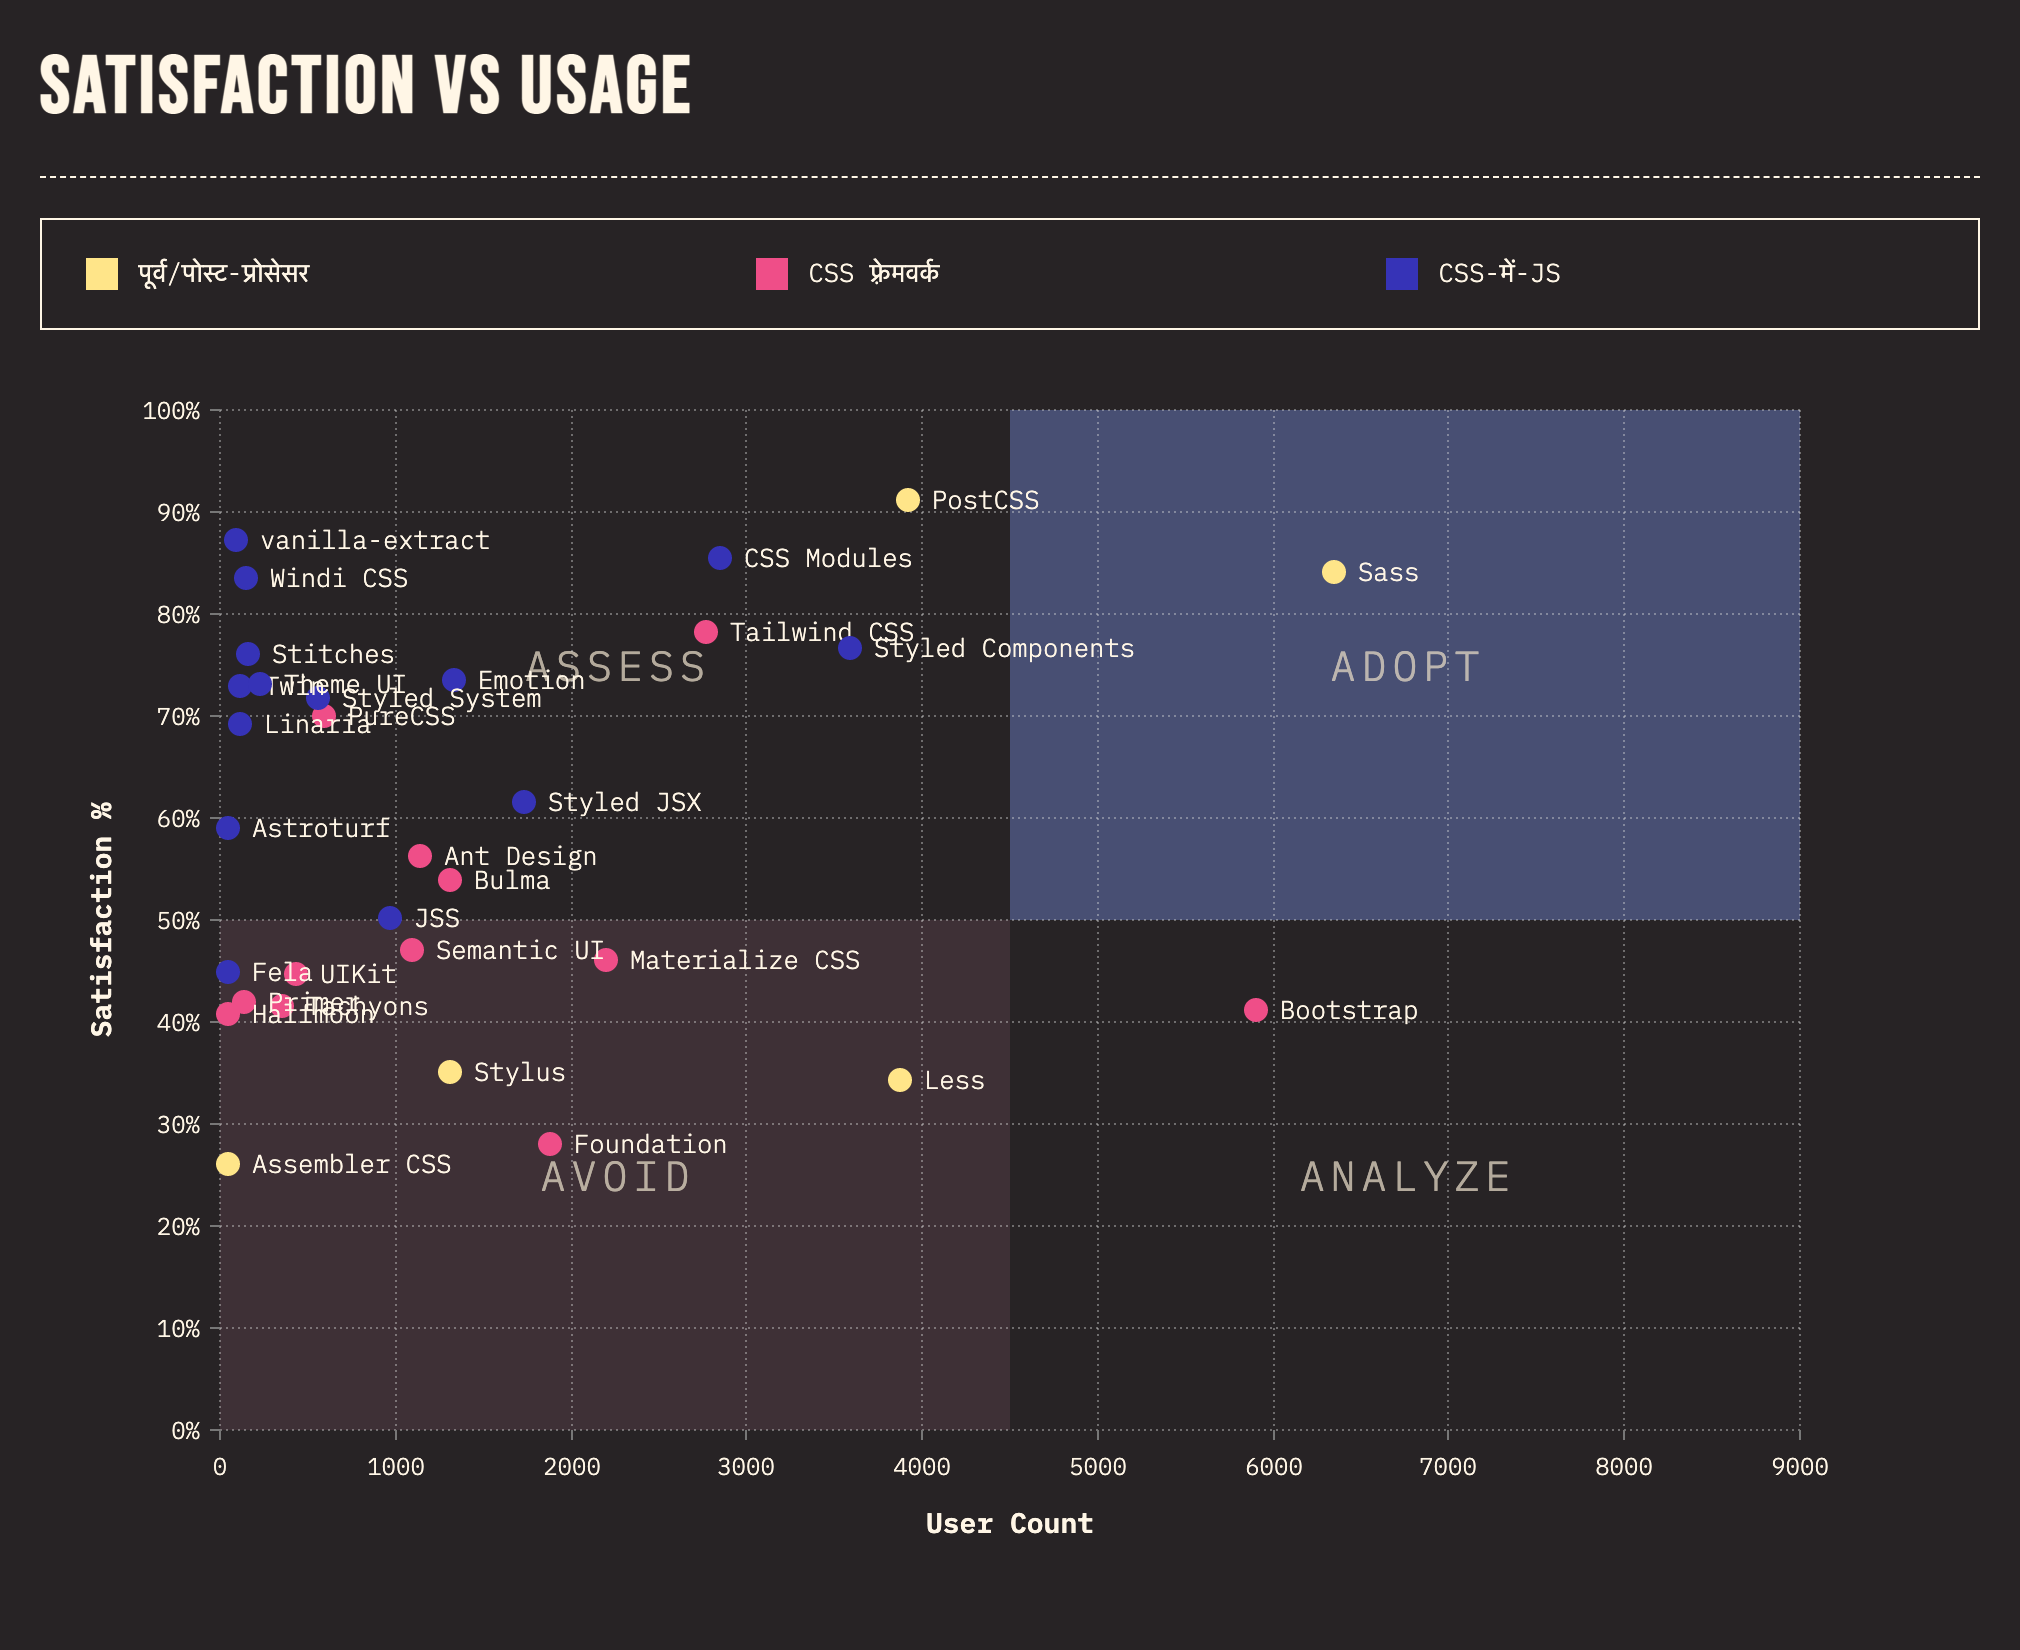 SATISFACTION VS USAGE
पूर्व/पोस्ट-प्रोसेसर
CSS फ़्रेमवर्क
CSS-में-JS
100%
90%
80%
70%
60%
50%
40%
30%
20%
10%
0%
Satisfaction %
PostCSS
vanilla-extract
CSS Modules
Sass
Windi CSS
Tailwind CSS
Styled Components
Stitches
ASSESS
ADOPT
Emotion
Theme UI
Twin
Styled System
PureCSS
Linaria
Styled JSX
Astroturf
Ant Design
Bulma
JSS
Semantic UI
Materialize CSS
Fela
UIKit
Primer
Tachyons
Halfmoon
Bootstrap
Stylus
Less
Foundation
Assembler CSS
AVOID
ANALYZE
0
1000
2000
3000
4000
5000
6000
7000
8000
9000
User Count